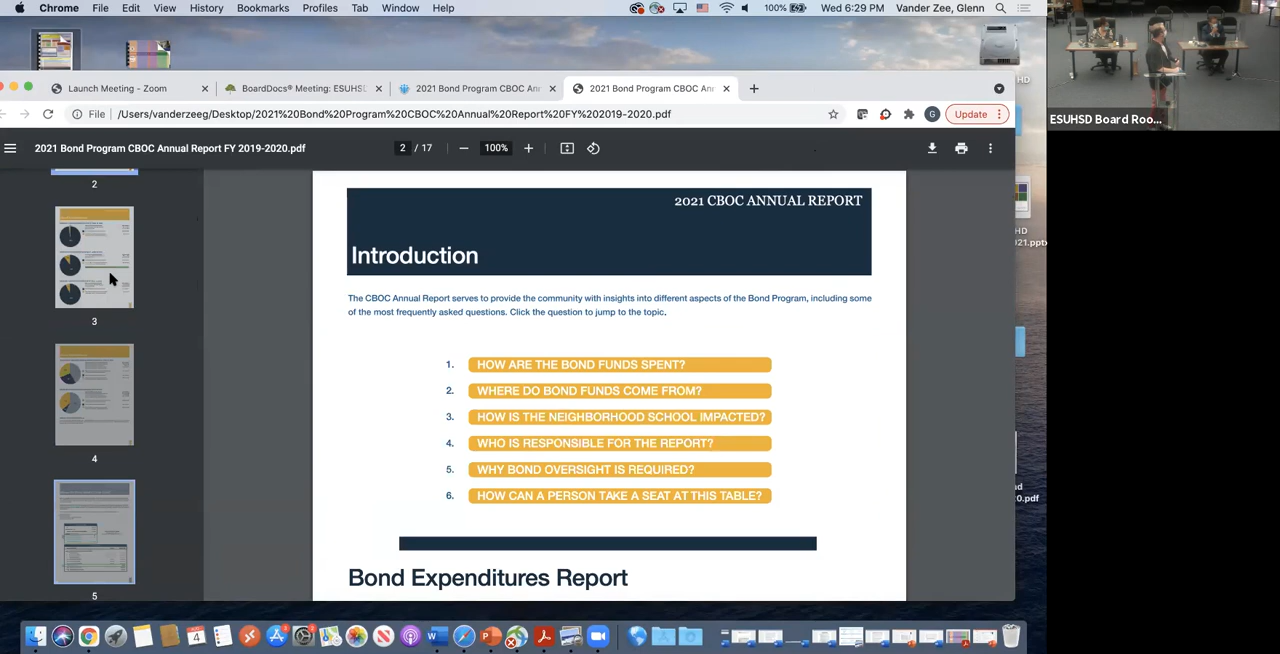 Chrome File Edit View History Bookmarks Profiles Tab Window Help 100% Wed 6:29 PM Vander Zee, Glenn
Launch Meeting - Zoom
BoardDocs® Meeting: ESUHSD
2021 Bond Program CBOC Ann
2021 Bond Program CBOC Ann
File /Users/vanderzeeg/Desktop/2021%20Bond%20Program%20CBOC%20Annual%20Report%20FY%202019-2020.pdf
G Update
2021 Bond Program CBOC Annual Report FY 2019-2020.pdf 2 / 17 100%
2
3
4
5
2021 CBOC ANNUAL REPORT
Introduction
The CBOC Annual Report serves to provide the community with insights into different aspects of the Bond Program, including some
of the most frequently asked questions. Click the question to jump to the topic.
1. HOW ARE THE BOND FUNDS SPENT?
2. WHERE DO BOND FUNDS COME FROM?
3. HOW IS THE NEIGHBORHOOD SCHOOL IMPACTED?
4. WHO IS RESPONSIBLE FOR THE REPORT?
5. WHY BOND OVERSIGHT IS REQUIRED?
6. HOW CAN A PERSON TAKE A SEAT AT THIS TABLE?
Bond Expenditures Report
HD
HD
021.pptx
0.pdf
ESUHSD Board Roo...
4